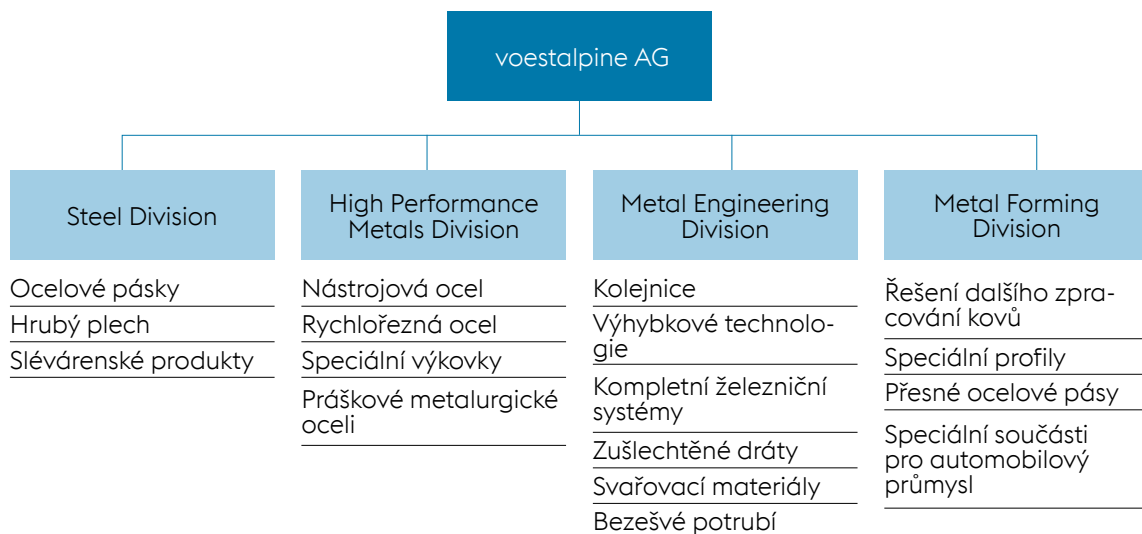 voestalpine AG
Steel Division
Ocelové pásky
Hrubý plech
Slévárenské produkty
High Performance
Metals Division
Nástrojová ocel
Rychlořezná ocel
Speciální výkovky
Práškové metalurgické
oceli
Metal Engineering
Division
Kolejnice
Výhybkové technolo-
gie
Kompletní železniční
systémy
Zušlechtěné dráty
Svařovací materiály
Bezešvé potrubí
Metal Forming
Division
Řešení dalšího zpra-
cování kovů
Speciální profily
Přesné ocelové pásy
Speciální součásti
pro automobilový
průmysl